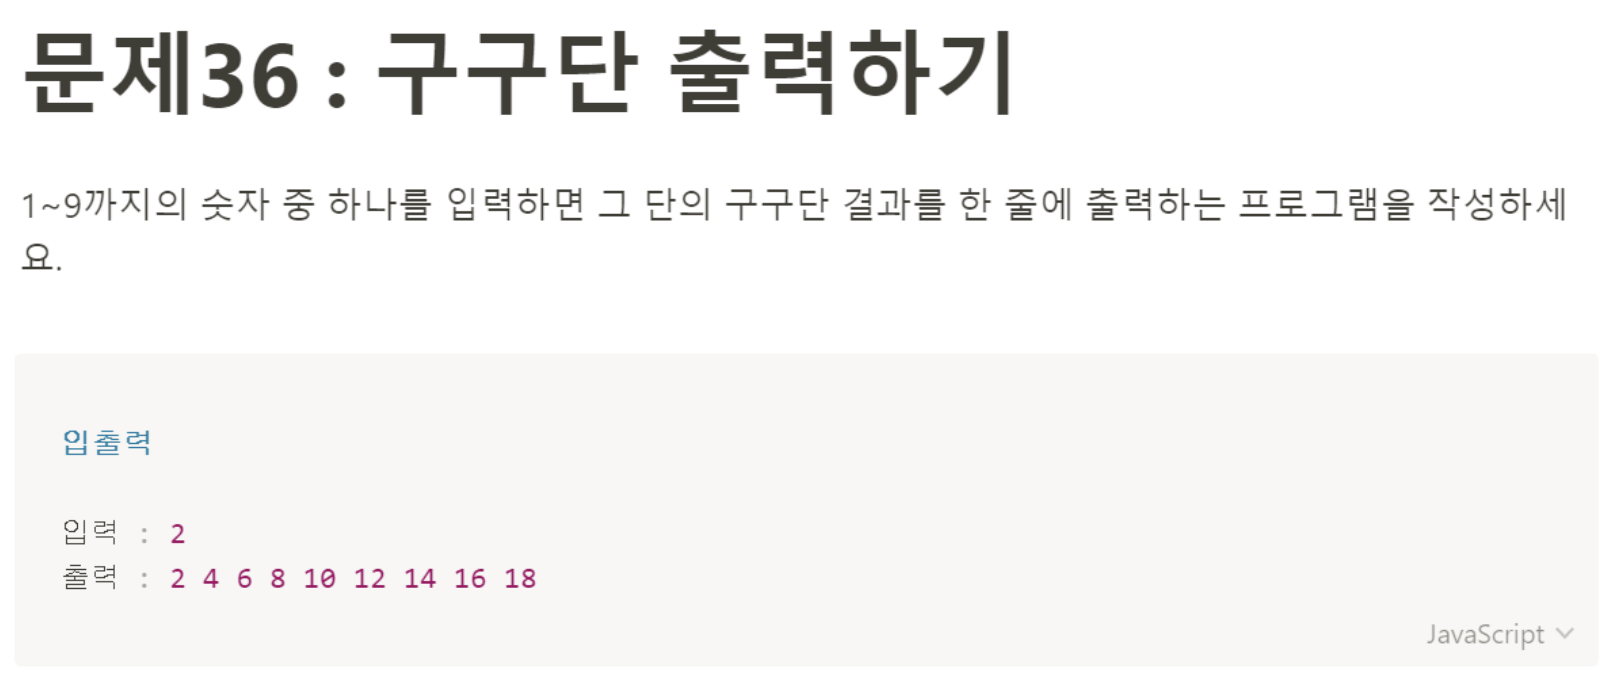 문제36 : 구구단 출력하기
1~9까지의 숫자 중 하나를 입력하면 그 단의 구구단 결과를 한 줄에 출력하는 프로그램을 작성하세
요.
입출력
입력 : 2
출력 : 2 4 6 8 10 12 14 16 18
JavaScript